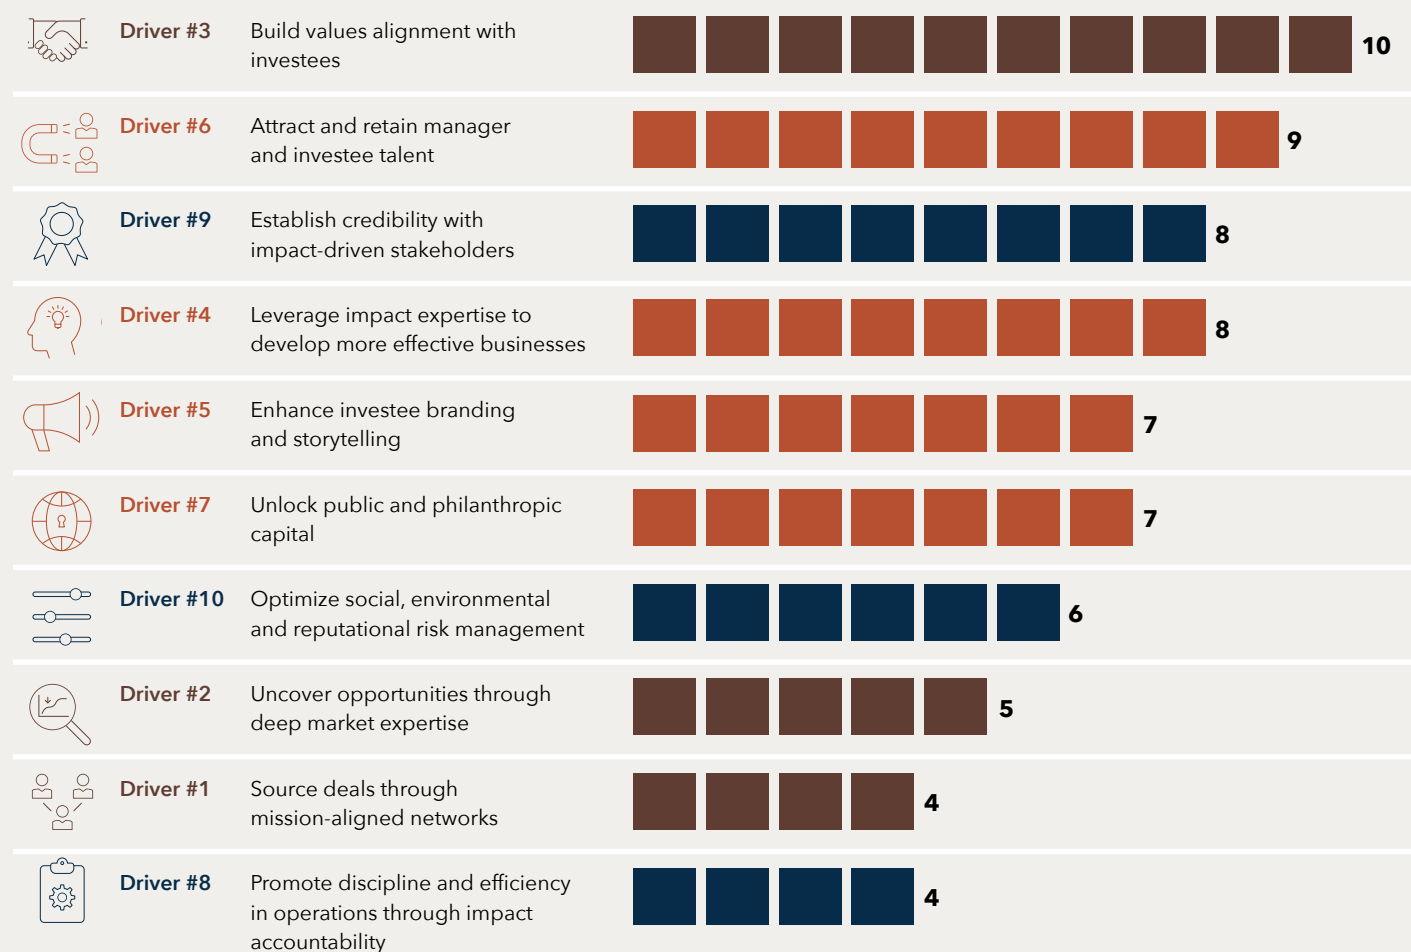 Driver #3
Build values alignment with
investees
10
Driver #6
Attract and retain manager
and investee talent
9
Driver #9
Establish credibility with
impact-driven stakeholders
8
Driver #4
Leverage impact expertise to
develop more effective businesses
8
Driver #5
Enhance investee branding
and storytelling
7
Driver #7
Unlock public and philanthropic
capital
7
Driver #10
Optimize social, environmental
and reputational risk management
6
Driver #2
Uncover opportunities through
deep market expertise
5
Driver #1
Source deals through
mission-aligned networks
4
Driver #8
Promote discipline and efficiency
in operations through impact
accountability
4